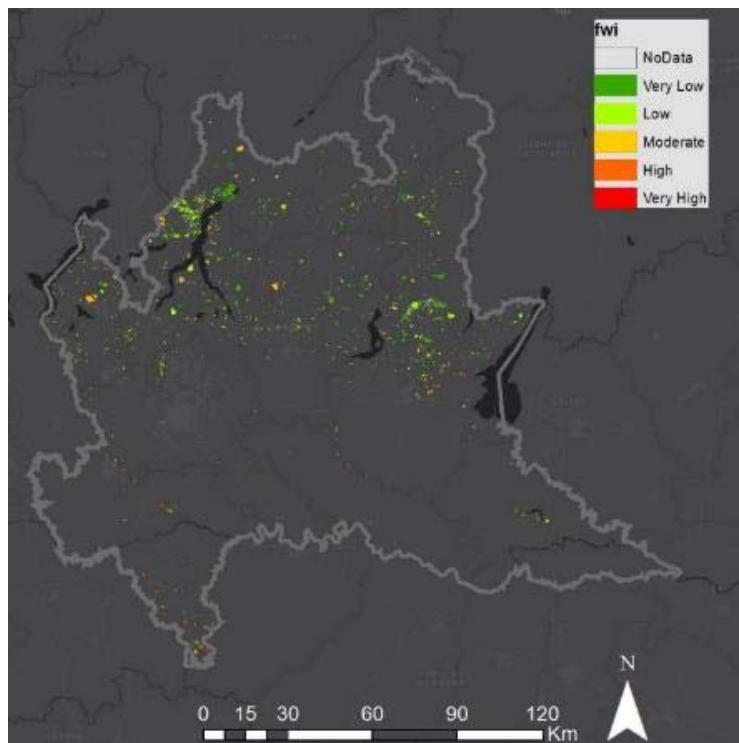 fwi
NoData
Very Low
Low
Moderate
High
Very High
N
0 15 30 60 90 120
Km